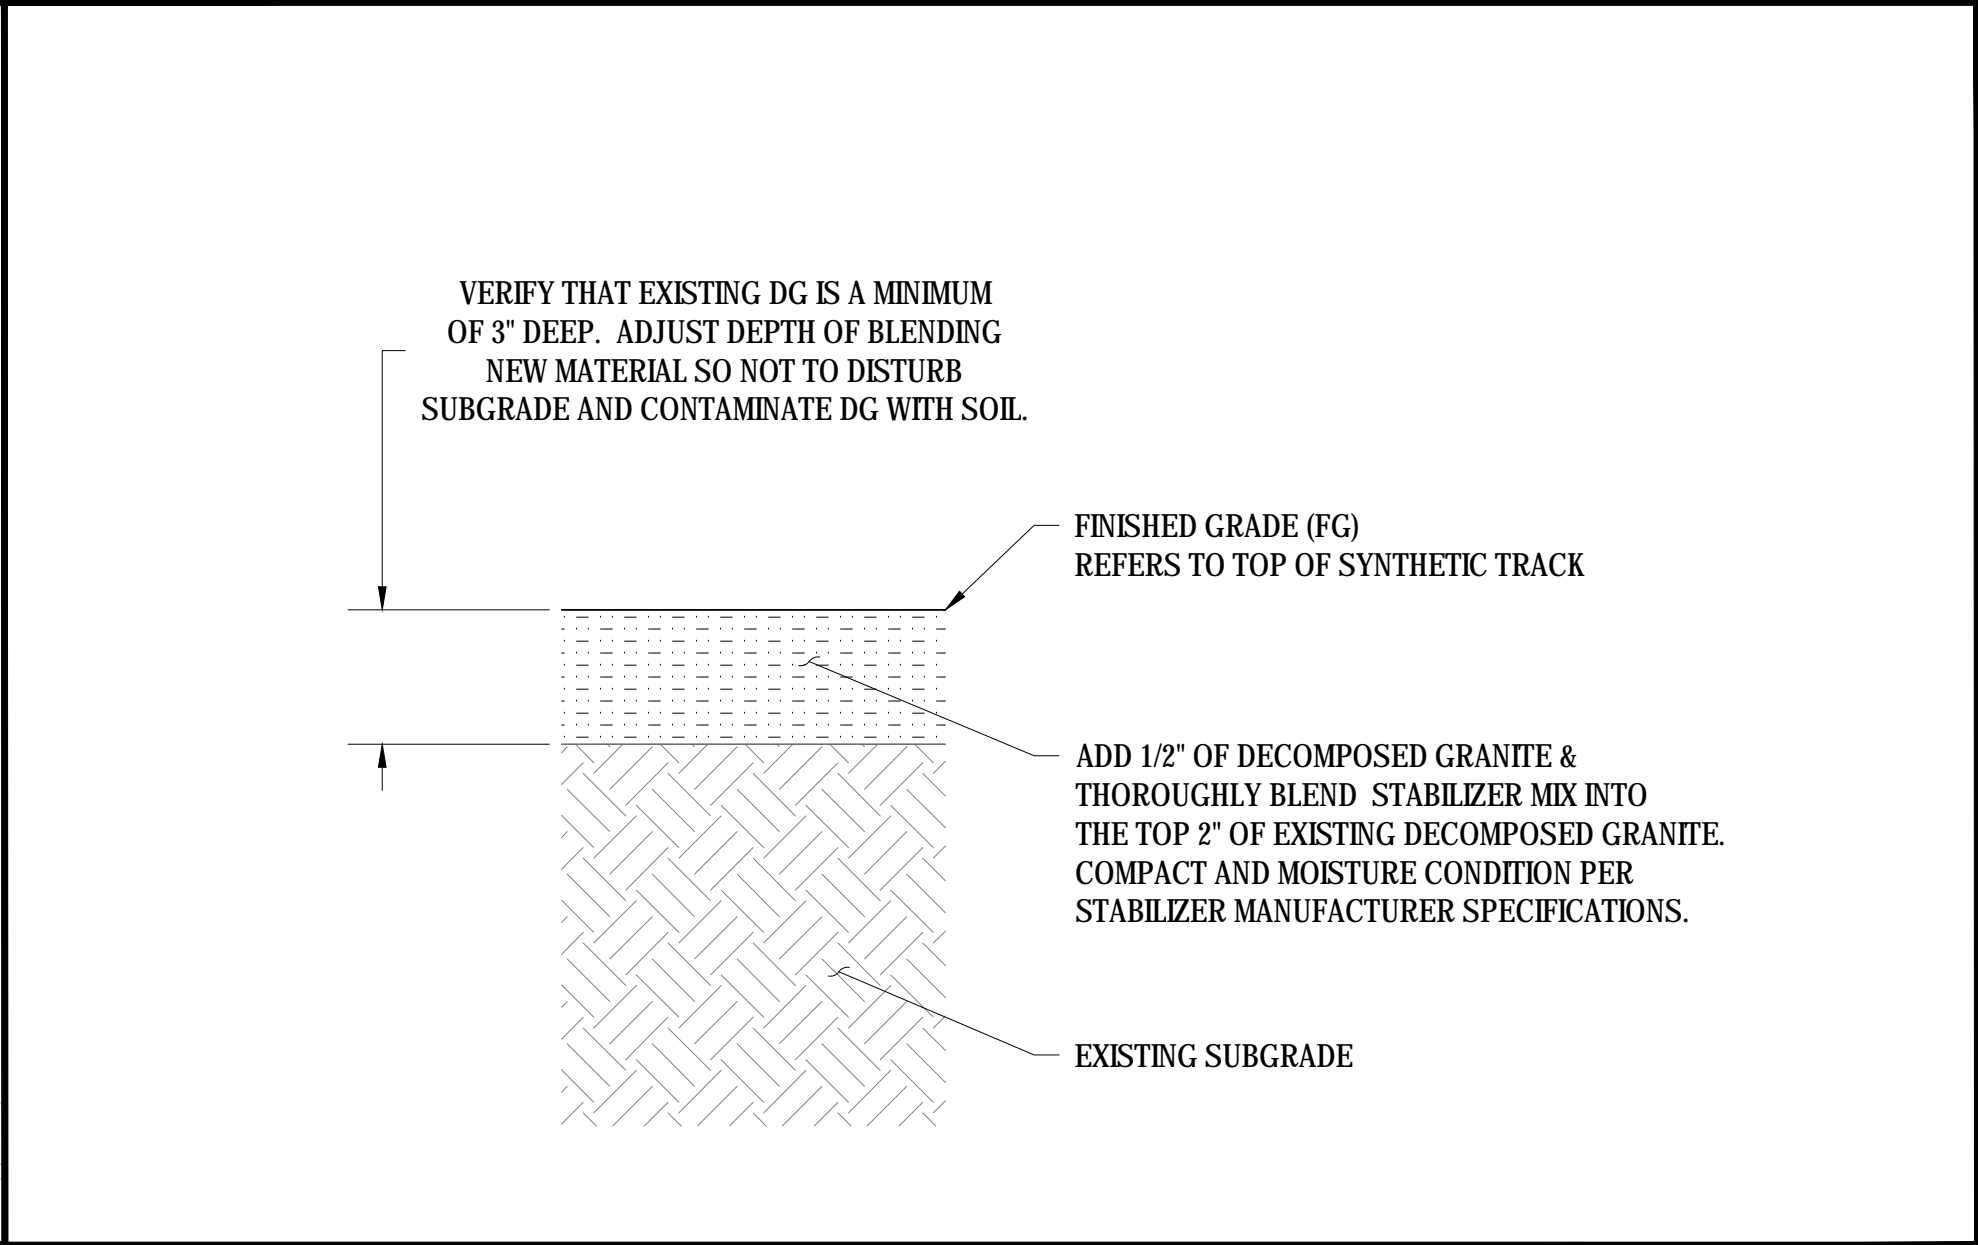 VERIFY THAT EXISTING DG IS A MINIMUM
OF 3" DEEP.  ADJUST DEPTH OF BLENDING
NEW MATERIAL SO NOT TO DISTURB
SUBGRADE AND CONTAMINATE DG WITH SOIL.
FINISHED GRADE (FG)
REFERS TO TOP OF SYNTHETIC TRACK
ADD 1/2" OF DECOMPOSED GRANITE &
THOROUGHLY BLEND  STABILIZER MIX INTO
THE TOP 2" OF EXISTING DECOMPOSED GRANITE.
COMPACT AND MOISTURE CONDITION PER
STABILIZER MANUFACTURER SPECIFICATIONS.
EXISTING SUBGRADE